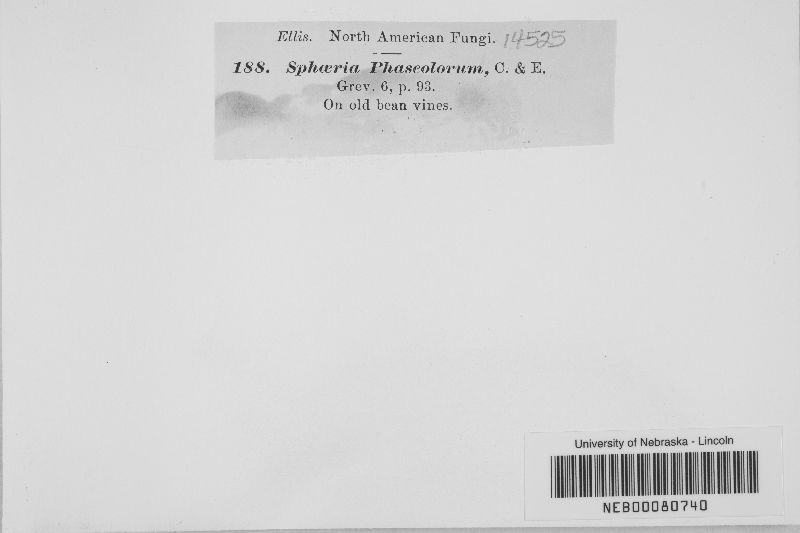 Ellis. North American Fungi. 14525
188. Sphæria Phaseolorum, C. & E.
Grev. 6, p. 93.
On old bean vines.
University of Nebraska - Lincoln
NEB00080740